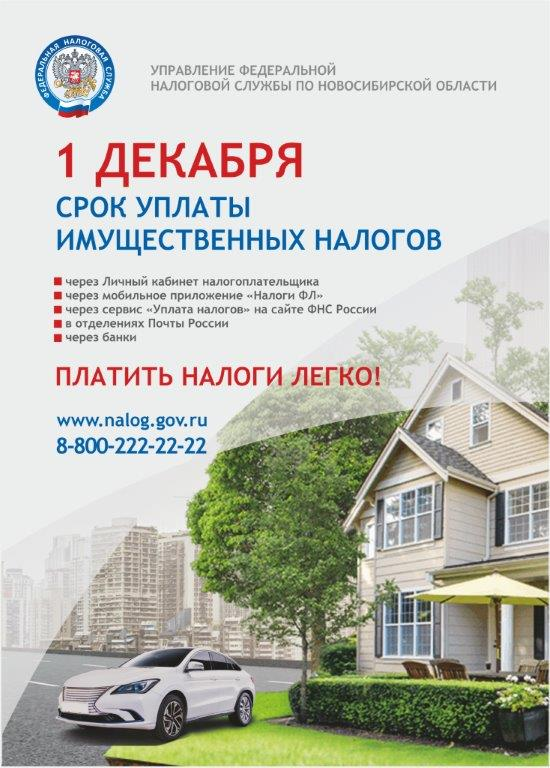 ФЕДЕРАЛЬНАЯ НАЛОГОВАЯ СЛУЖБА
УПРАВЛЕНИЕ ФЕДЕРАЛЬНОЙ
НАЛОГОВОЙ СЛУЖБЫ ПО НОВОСИБИРСКОЙ ОБЛАСТИ
1 ДЕКАБРЯ
СРОК УПЛАТЫ
ИМУЩЕСТВЕННЫХ НАЛОГОВ
через Личный кабинет налогоплательщика
через мобильное приложение «Налоги ФЛ»
через сервис «Уплата налогов» на сайте ФНС России
в отделениях Почты России
через банки
ПЛАТИТЬ НАЛОГИ ЛЕГКО!
www.nalog.gov.ru
8-800-222-22-22